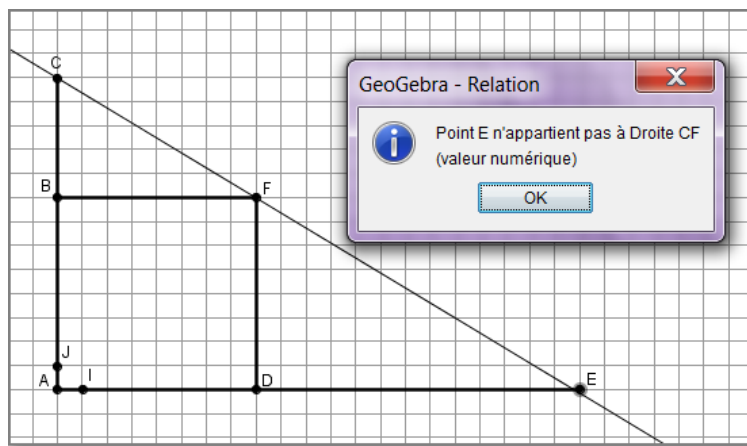 C
GeoGebra - Relation
Point E n'appartient pas à Droite CF
(valeur numérique)
OK
B
F
J
A
I
D
E